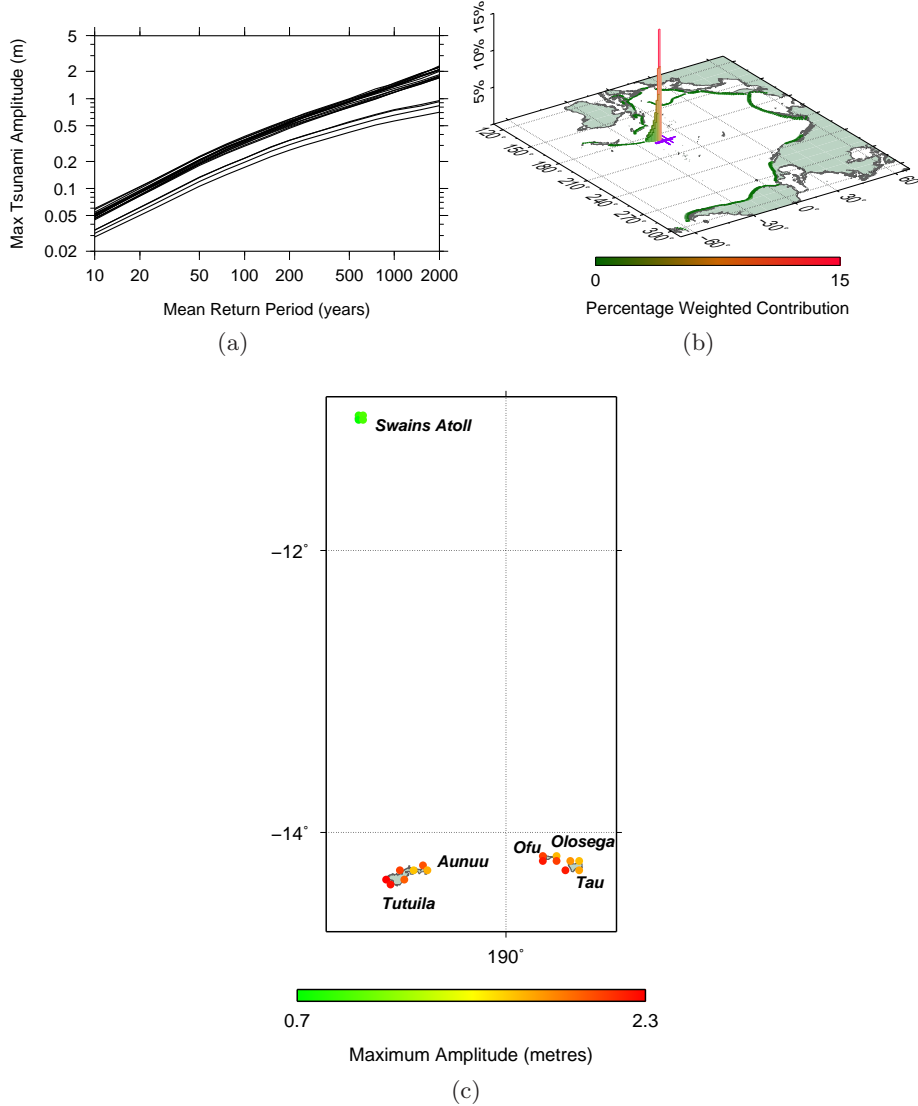 Max Tsunami Amplitude (m)
5
2
1
0.5
0.2
0.1
0.05
0.02
10 20 50 100 200 500 1000 2000
Mean Return Period (years)
(a)
15%
10%
5%
120˚
150˚
180˚
210˚
240˚
270˚
300˚
−60˚
−30˚
0˚
30˚
60˚
0 15
Percentage Weighted Contribution
(b)
Swains Atoll
−12˚
−14˚
Ofu
Olosega
Aunuu
Tau
Tutuila
190˚
0.7 2.3
Maximum Amplitude (metres)
(c)